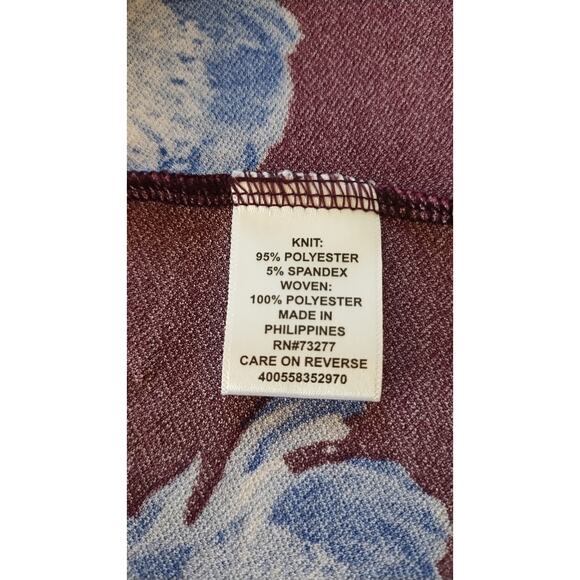 KNIT:
95% POLYESTER
5% SPANDEX
WOVEN:
100% POLYESTER
MADE IN
PHILIPPINES
RN#73277
CARE ON REVERSE
400558352970